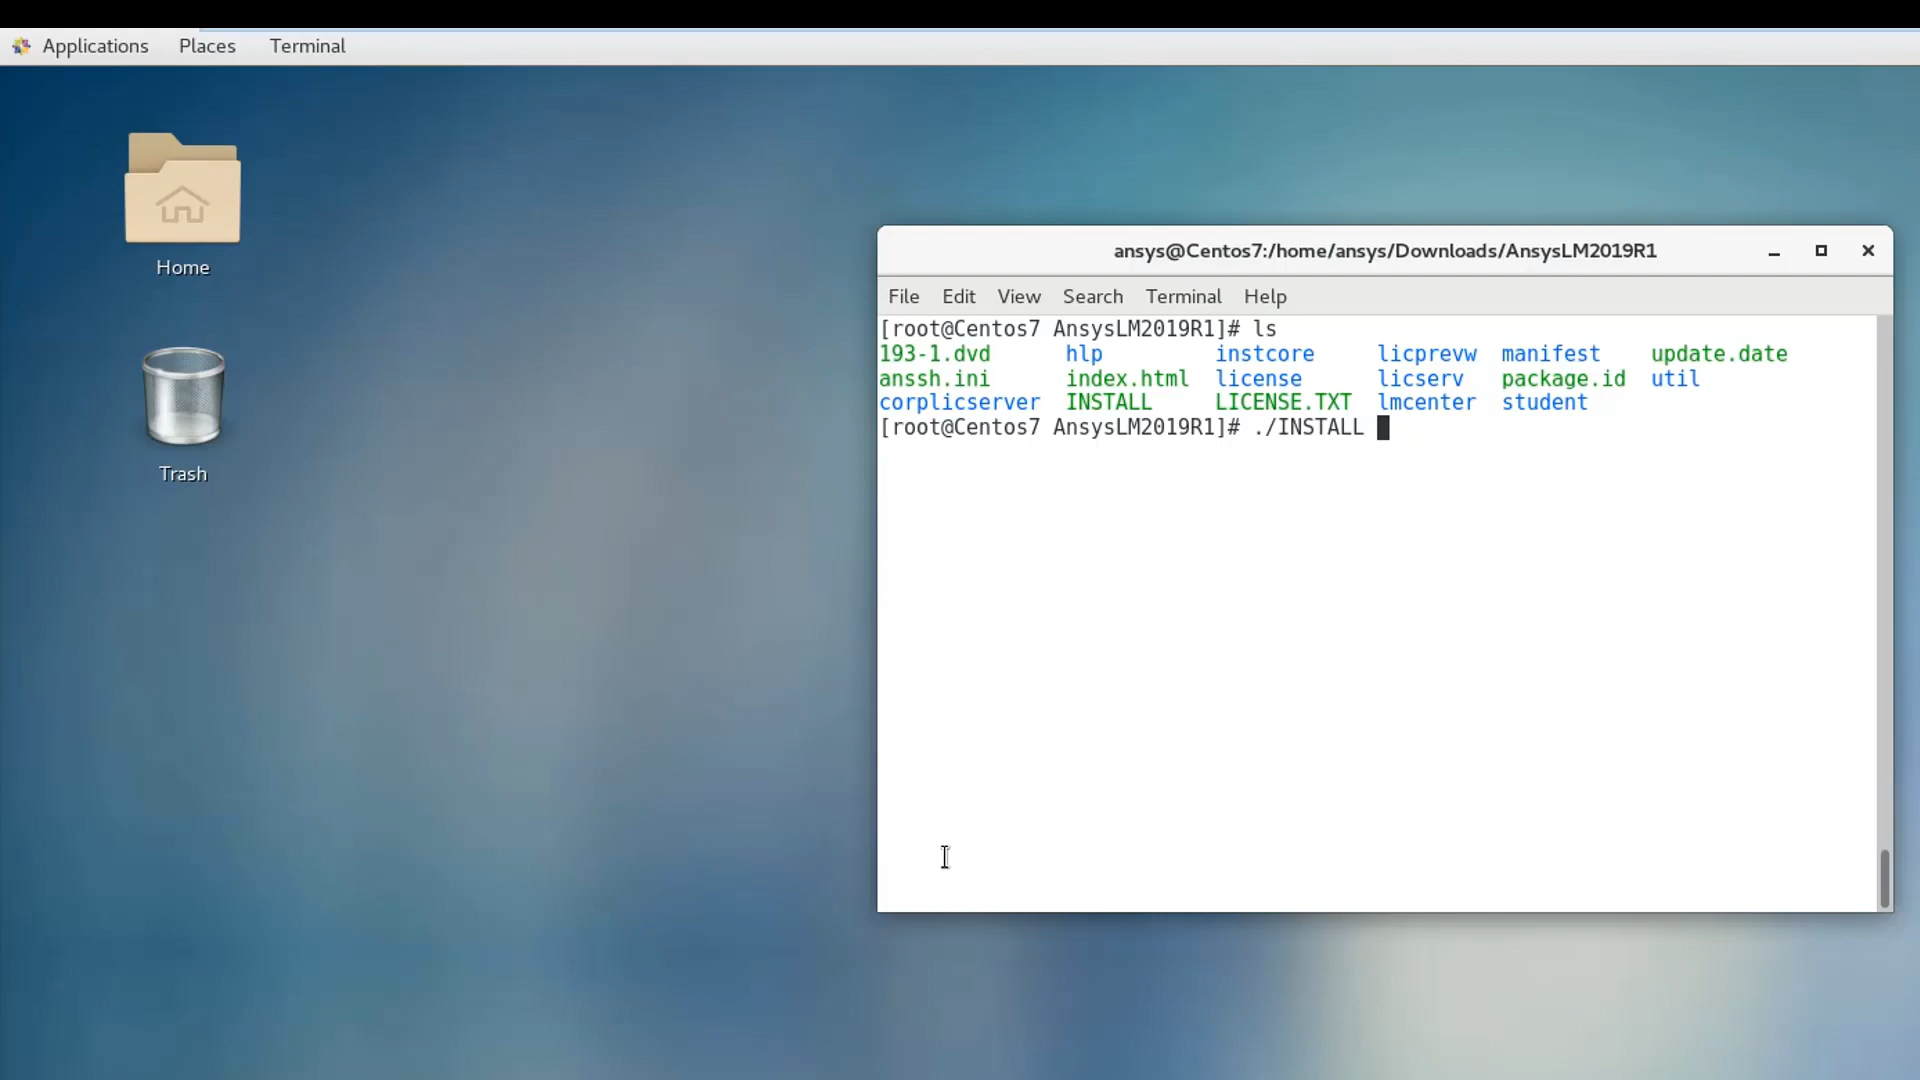 Applications Places Terminal
Home
Trash
ansys@Centos7:/home/ansys/Downloads/AnsysLM2019R1
File Edit View Search Terminal Help
[root@Centos7 AnsysLM2019R1]# ls
193-1.dvd hlp instcore licprevw manifest update.date
anssh.ini index.html license licserv package.id util
corplicserver INSTALL LICENSE.TXT lmcenter student
[root@Centos7 AnsysLM2019R1]# ./INSTALL